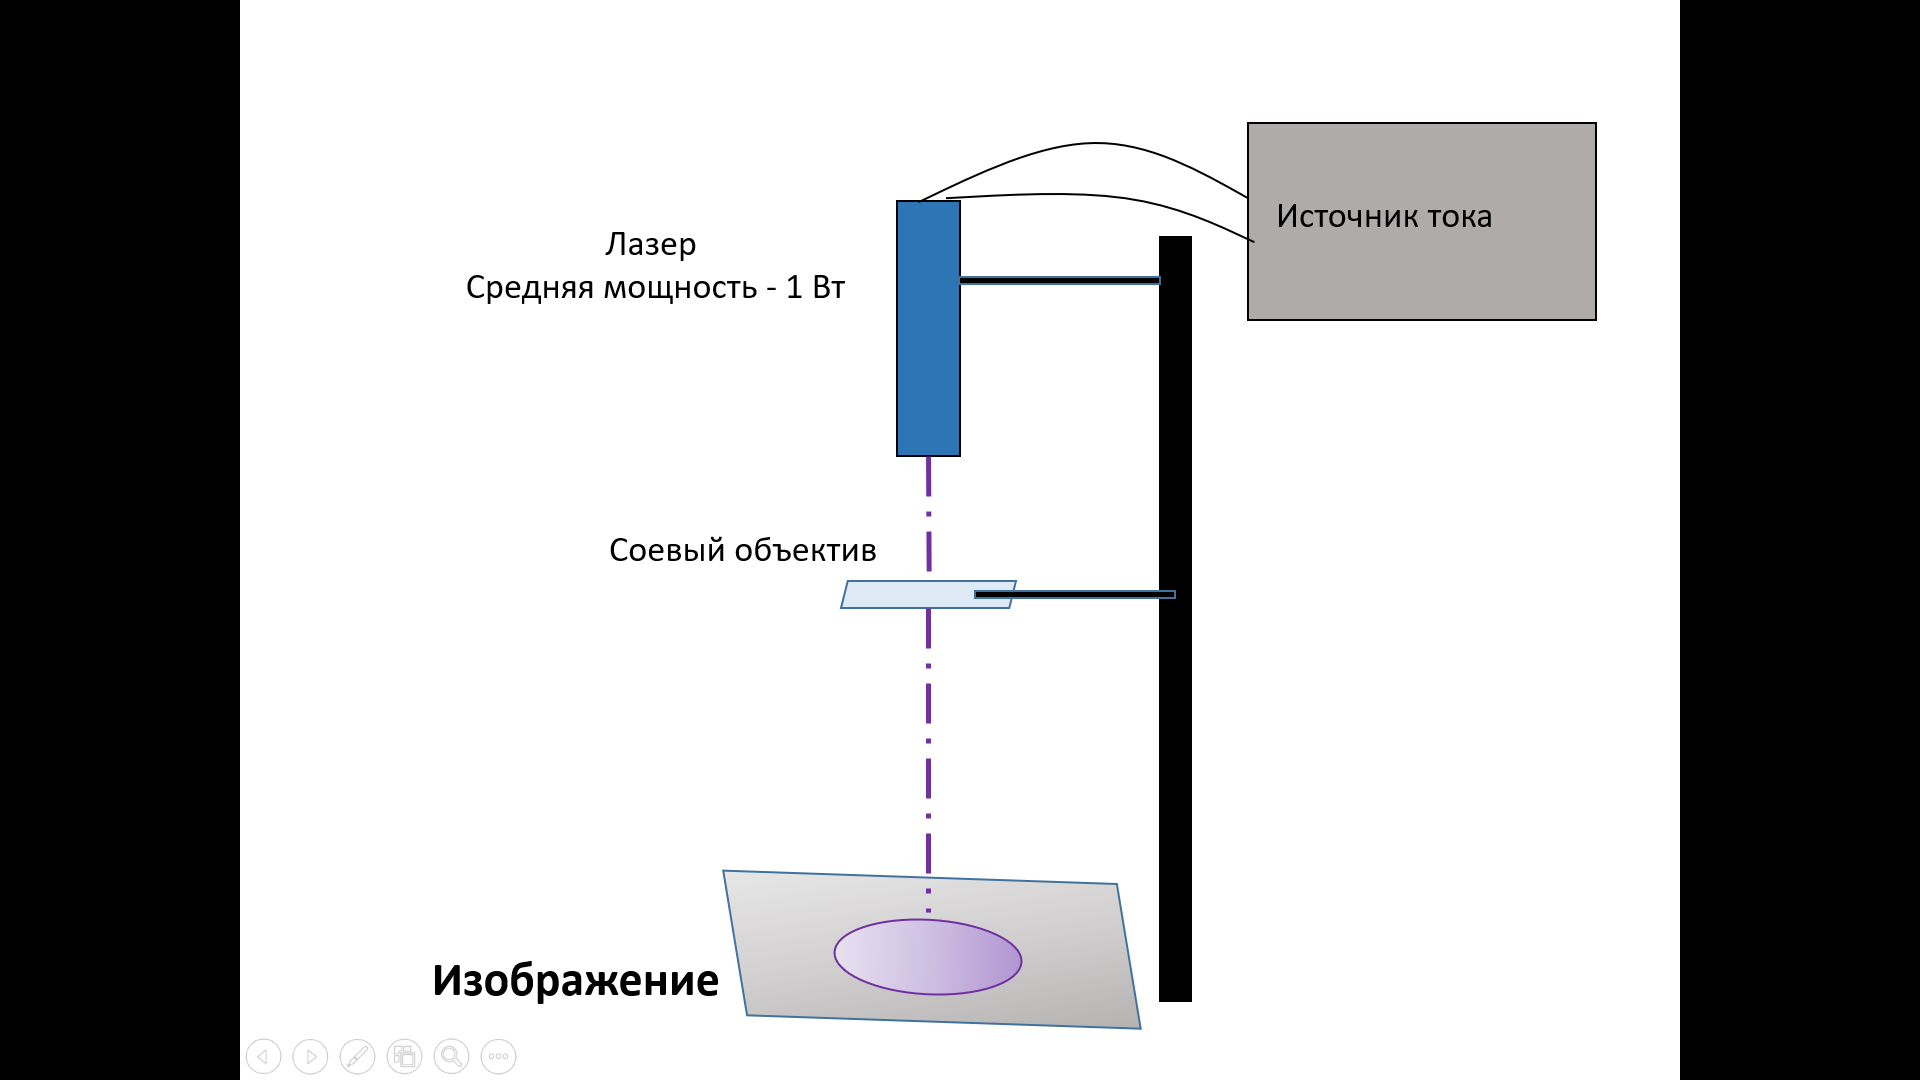 Источник тока
Лазер
Средняя мощность - 1 Вт
Соевый объектив
Изображение